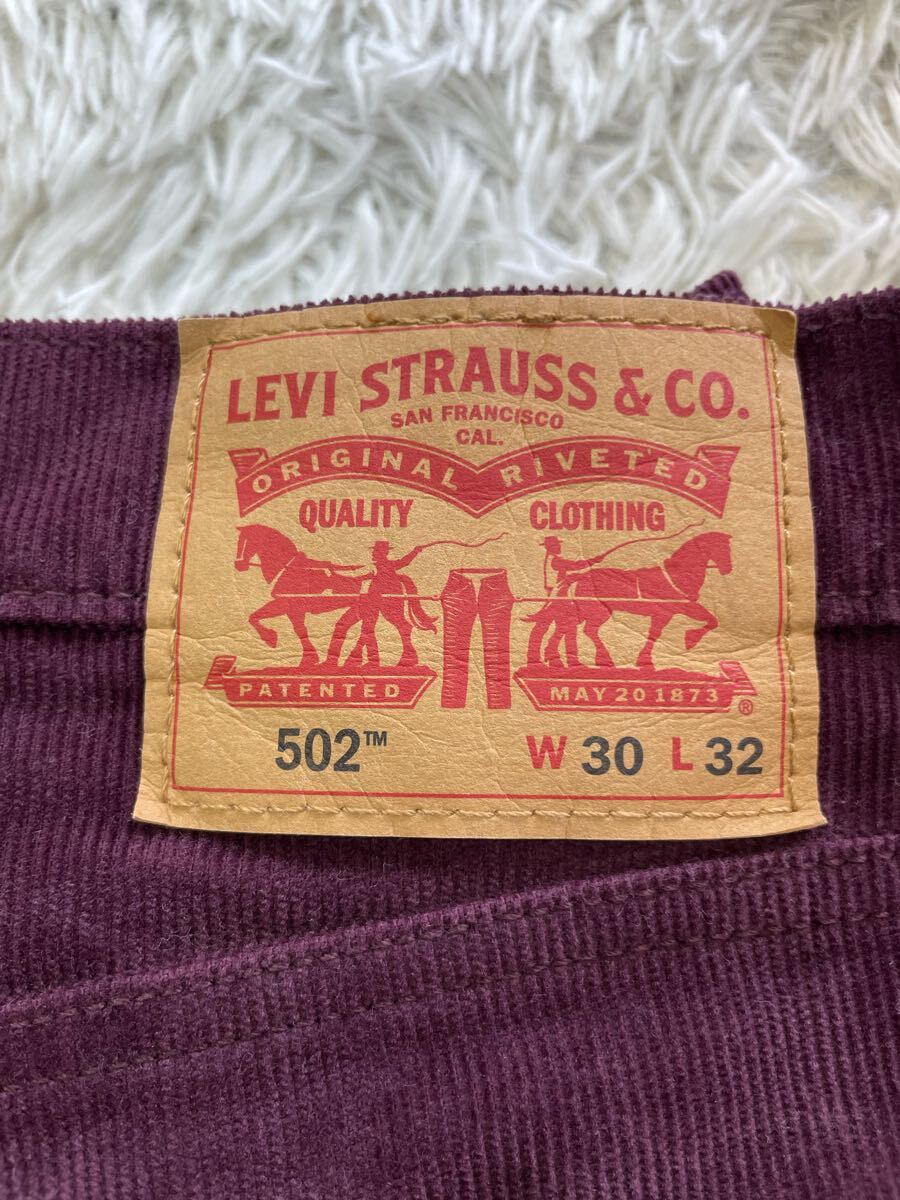 LEVI STRAUSS & CO.
SAN FRANCISCO
CAL.
ORIGINAL RIVETED
QUALITY CLOTHING
PATENTED MAY 20 1873 ®
502™ W 30 L 32